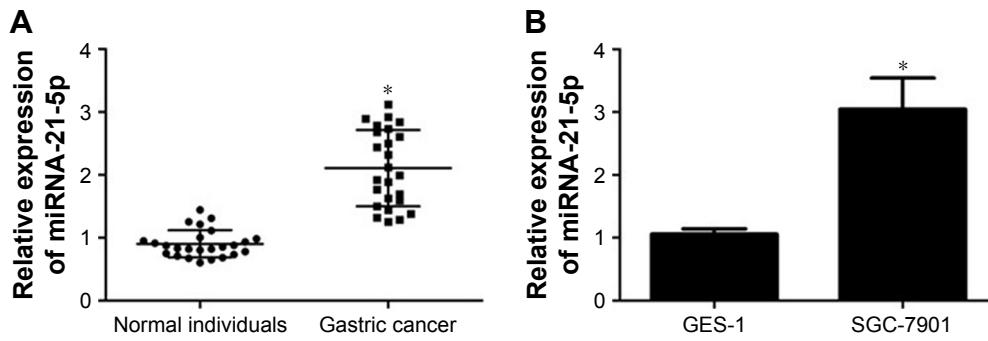 A
Relative expression
of miRNA-21-5p
4
3
2
1
0
*
Normal individuals
Gastric cancer
B
Relative expression
of miRNA-21-5p
4
3
2
1
0
*
GES-1
SGC-7901